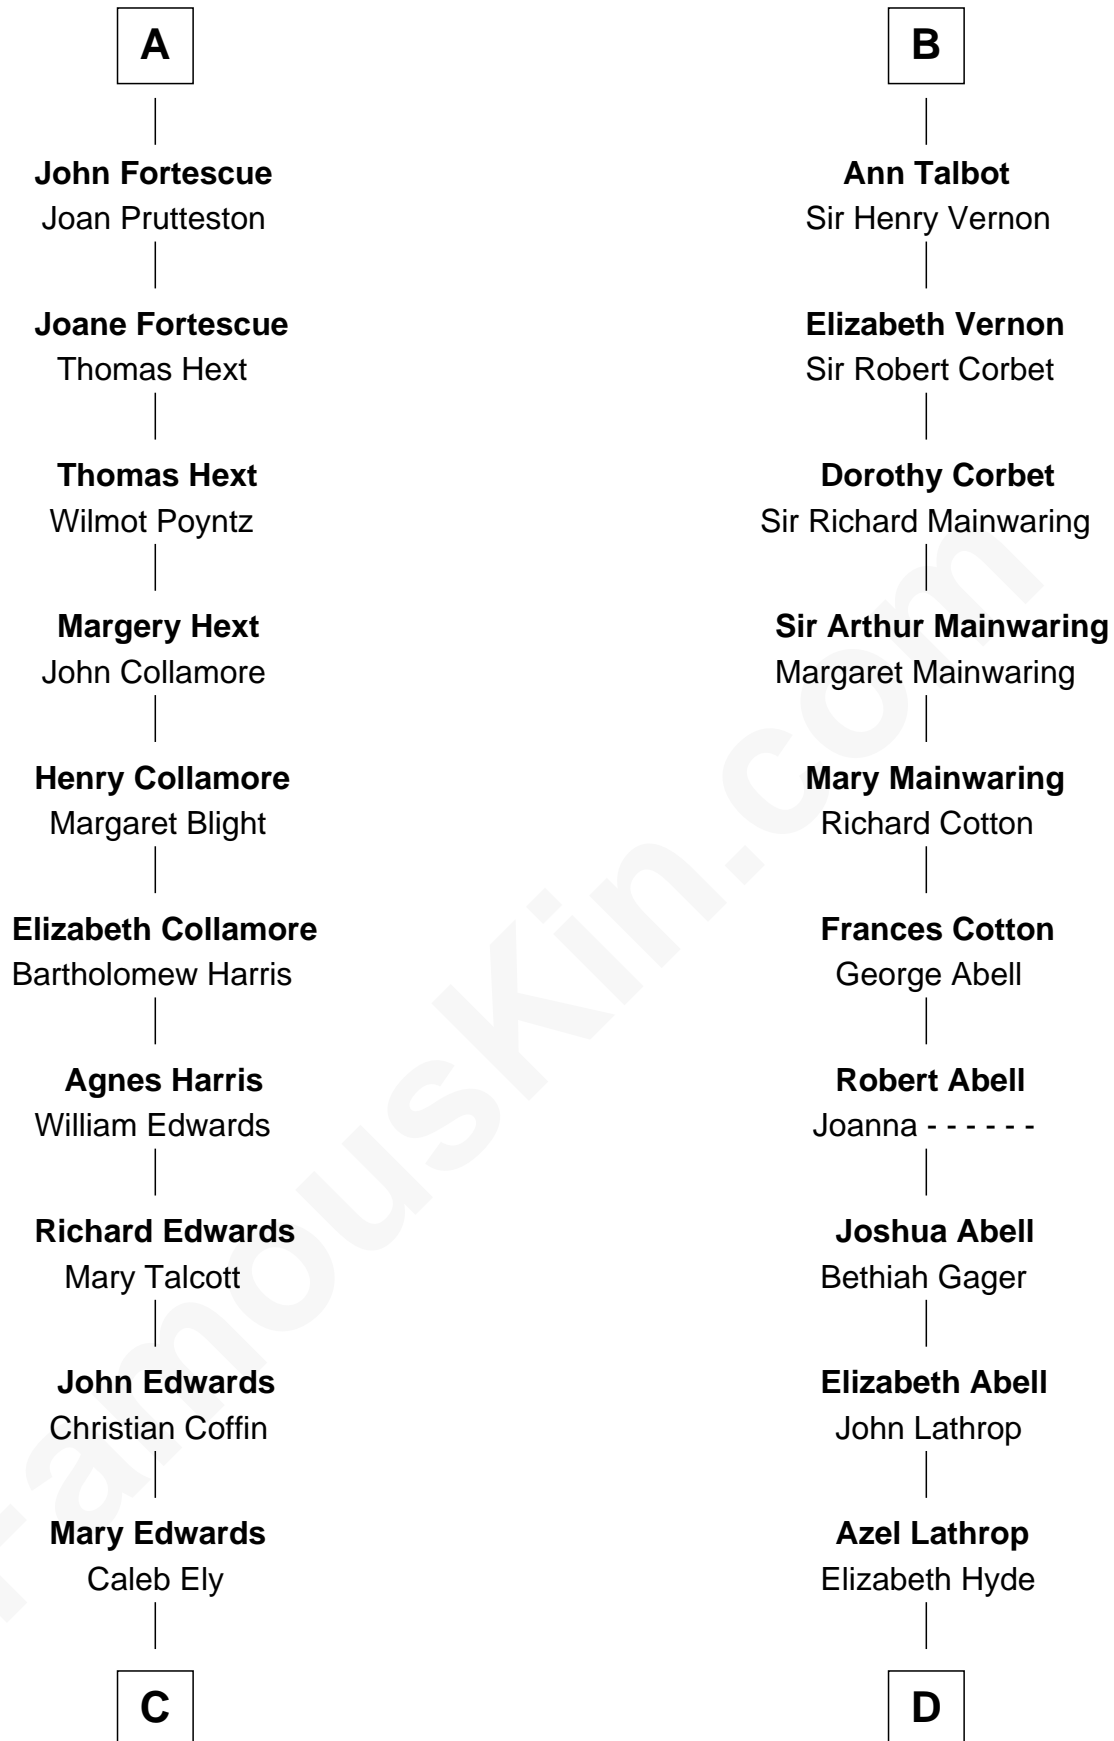 A
John Fortescue
Joan Prutteston
Joane Fortescue
Thomas Hext
Thomas Hext
Wilmot Poyntz
Margery Hext
John Collamore
Henry Collamore
Margaret Blight
Elizabeth Collamore
Bartholomew Harris
Agnes Harris
William Edwards
Richard Edwards
Mary Talcott
John Edwards
Christian Coffin
Mary Edwards
Caleb Ely
C
B
Ann Talbot
Sir Henry Vernon
Elizabeth Vernon
Sir Robert Corbet
Dorothy Corbet
Sir Richard Mainwaring
Sir Arthur Mainwaring
Margaret Mainwaring
Mary Mainwaring
Richard Cotton
Frances Cotton
George Abell
Robert Abell
Joanna - - - - - -
Joshua Abell
Bethiah Gager
Elizabeth Abell
John Lathrop
Azel Lathrop
Elizabeth Hyde
D
FamousKin.com